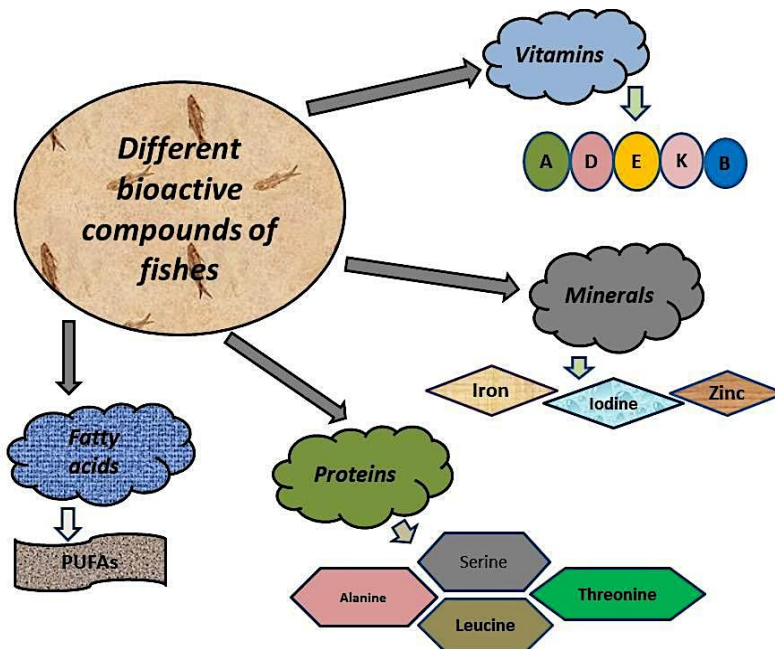 Different
bioactive
compounds of
fishes
Vitamins
A D E K B
Minerals
Iron Iodine Zinc
Fatty
acids
PUFAs
Proteins
Serine
Alanine
Threonine
Leucine